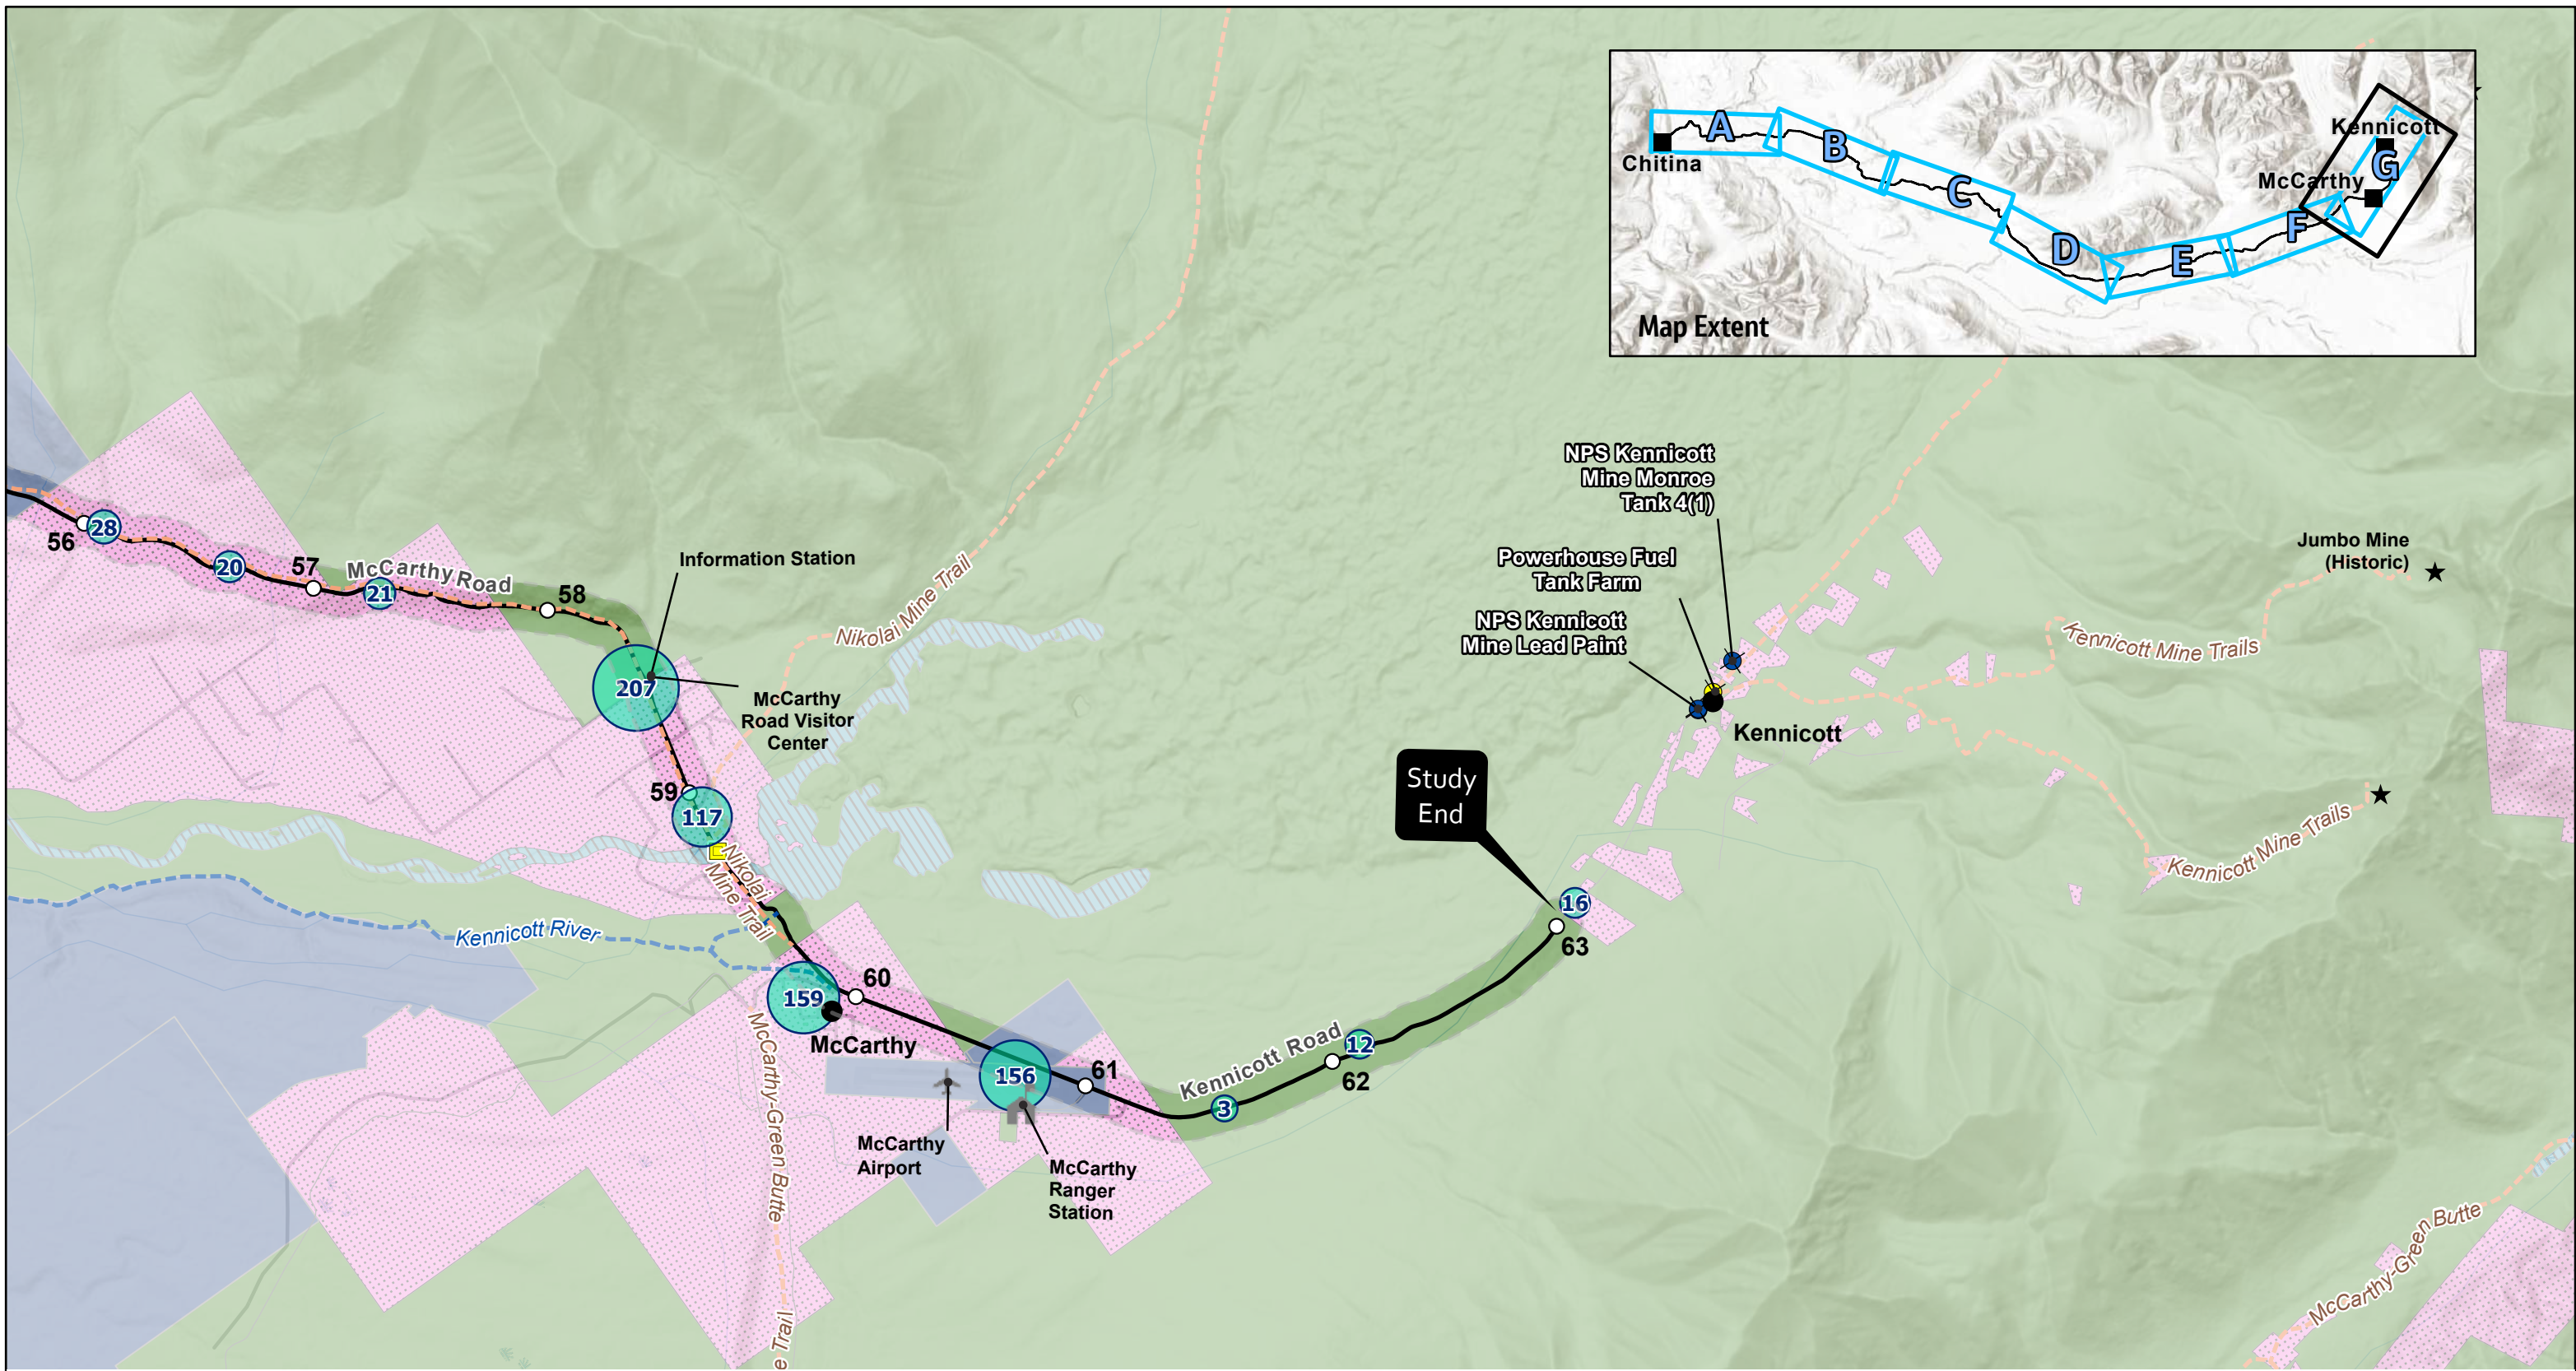 A
B
C
D
E
F
G
Chitina
Kennicott
McCarthy
Map Extent
NPS Kennicott
Mine Monroe
Tank 4(1)
Powerhouse Fuel
Tank Farm
NPS Kennicott
Mine Lead Paint
Kennicott
Jumbo Mine
(Historic)
Kennicott Mine Trails
Kennicott Mine Trails
56
28
20
57
McCarthy Road
21
58
Information Station
Nikolai Mine Trail
207
McCarthy
Road Visitor
Center
59
117
Nikolai
Mine Trail
Kennicott River
Study
End
16
63
60
159
McCarthy
156
61
Kennicott Road
12
62
3
McCarthy
Airport
McCarthy
Ranger
Station
McCarthy-Green Butte
e Trail
McCarthy-Green Butte